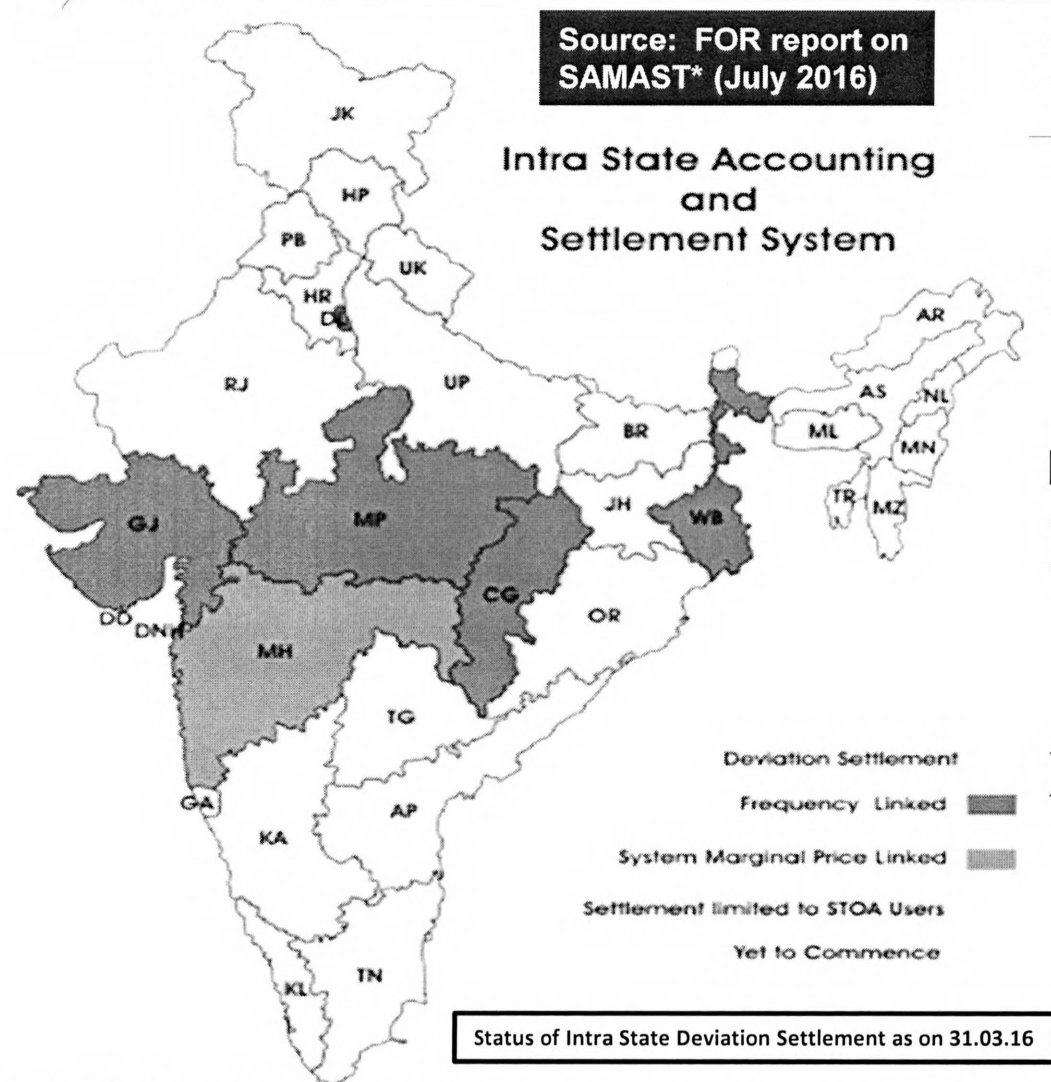 Source: FOR report on
SAMAST* (July 2016)
Intra State Accounting
and
Settlement System
JK
HP
PB
UK
HR
DL
AR
RJ
UP
AS
NL
BR
ML
MN
GJ
MP
JH
WB
TR
MZ
CG
DD
DNH
OR
MH
TG
GA
KA
AP
KL
TN
Deviation Settlement
Frequency Linked
System Marginal Price Linked
Settlement limited to STOA Users
Yet to Commence
Status of Intra State Deviation Settlement as on 31.03.16